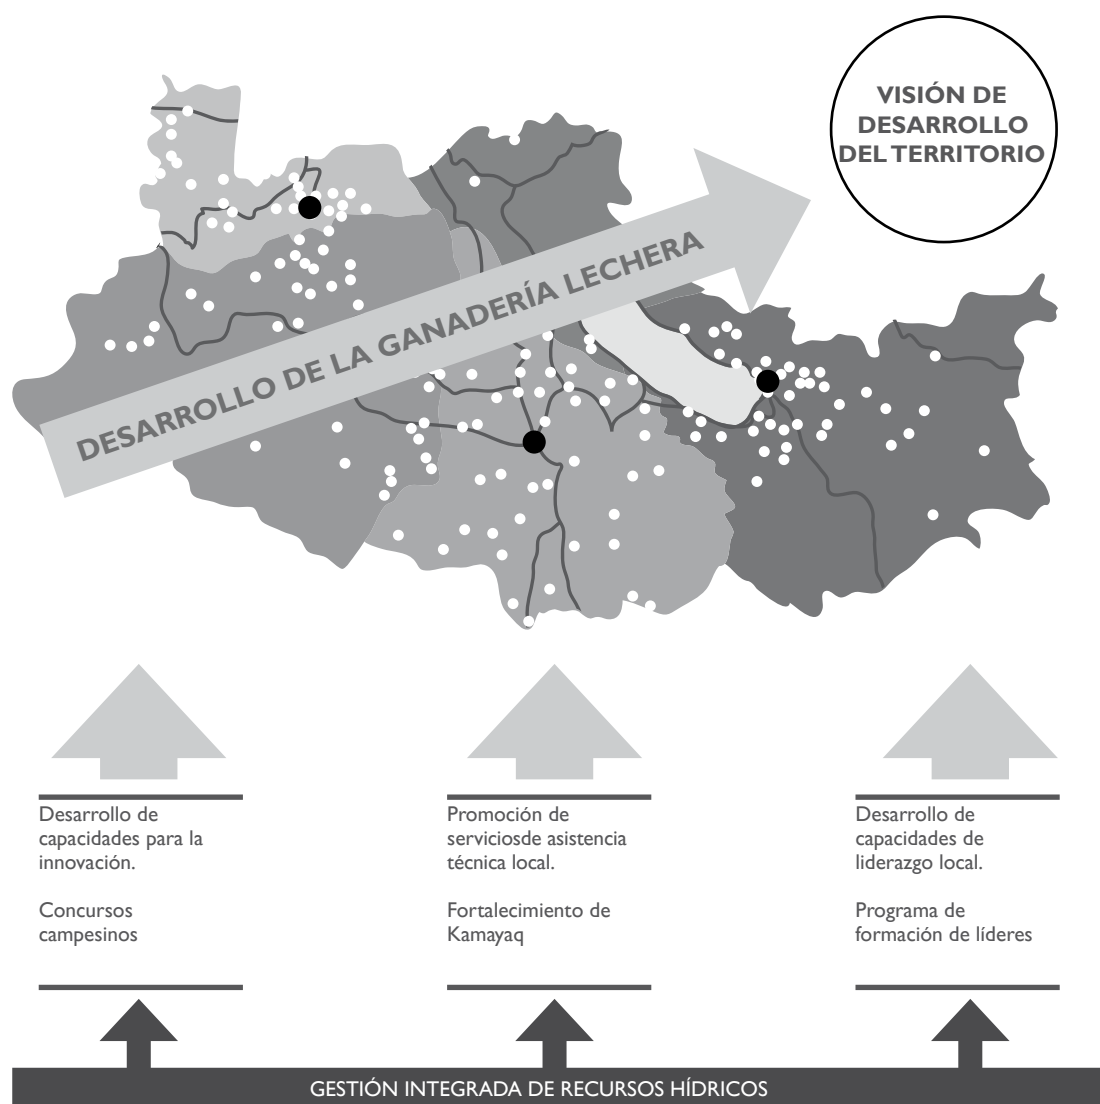 VISIÓN DE
DESARROLLO
DEL TERRITORIO
DESARROLLO DE LA GANADERÍA LECHERA
Desarrollo de
capacidades para la
innovación.
Concursos
campesinos
Promoción de
serviciosde asistencia
técnica local.
Fortalecimiento de
Kamayaq
Desarrollo de
capacidades de
liderazgo local.
Programa de
formación de líderes
GESTIÓN INTEGRADA DE RECURSOS HÍDRICOS